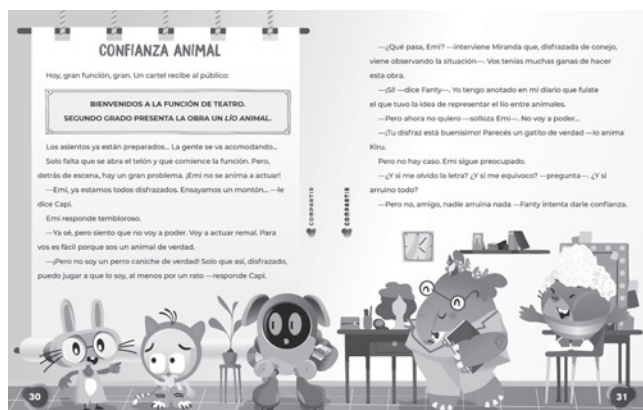 CONFIANZA ANIMAL
Hoy, gran función, gran. Un cartel recibe al público:
BIENVENIDOS A LA FUNCIÓN DE TEATRO.
SEGUNDO GRADO PRESENTA LA OBRA UN LÍO ANIMAL.
Los asientos ya están preparados... La gente se va acomodando...
Solo falta que se abra el telón y que comience la función. Pero,
detrás de escena, hay un gran problema. ¡Emi no se anima a actuar!
—Emi, ya estamos todos disfrazados. Ensayamos un montón... —le
dice Capi.
Emi responde tembloroso.
—Ya sé, pero siento que no voy a poder. Voy a actuar remal. Para
vos es fácil porque sos un animal de verdad.
—¡Pero no soy un perro caniche de verdad! Solo que así, disfrazado,
puedo jugar a que lo soy, al menos por un rato —responde Capi.
COMPARTIR
30
—¿Qué pasa, Emi? —interviene Miranda que, disfrazada de conejo,
viene observando la situación—. Vos tenías muchas ganas de hacer
esta obra.
—¡Sí! —dice Fanty—. Yo tengo anotado en mi diario que fuiste
el que tuvo la idea de representar el lío entre animales.
—Pero ahora no quiero —solloza Emi—. No voy a poder...
—¡Tu disfraz está buenísimo! Parecés un gatito de verdad —lo anima
Kiru.
Pero no hay caso. Emi sigue preocupado.
—¿Y si me olvido la letra? ¿Y si me equivoco? —pregunta—. ¿Y si
arruino todo?
—Pero no, amigo, nadie arruina nada —Fanty intenta darle confianza.
COMPARTIR
31